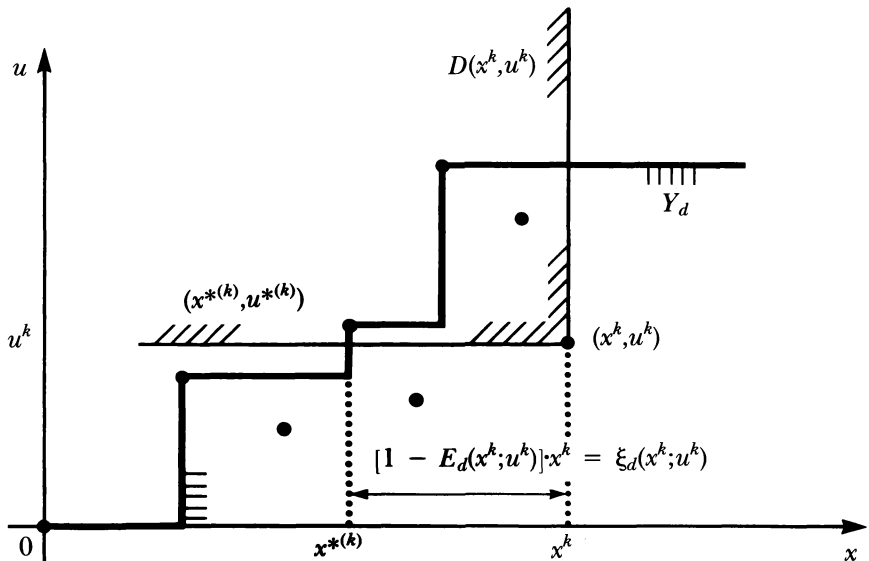 u
D(x^k,u^k)
Y_d
(x*^(k),u*^(k))
u^k
(x^k,u^k)
[1 − E_d(x^k;u^k)]·x^k = ξ_d(x^k;u^k)
0
x*^(k)
x^k
x